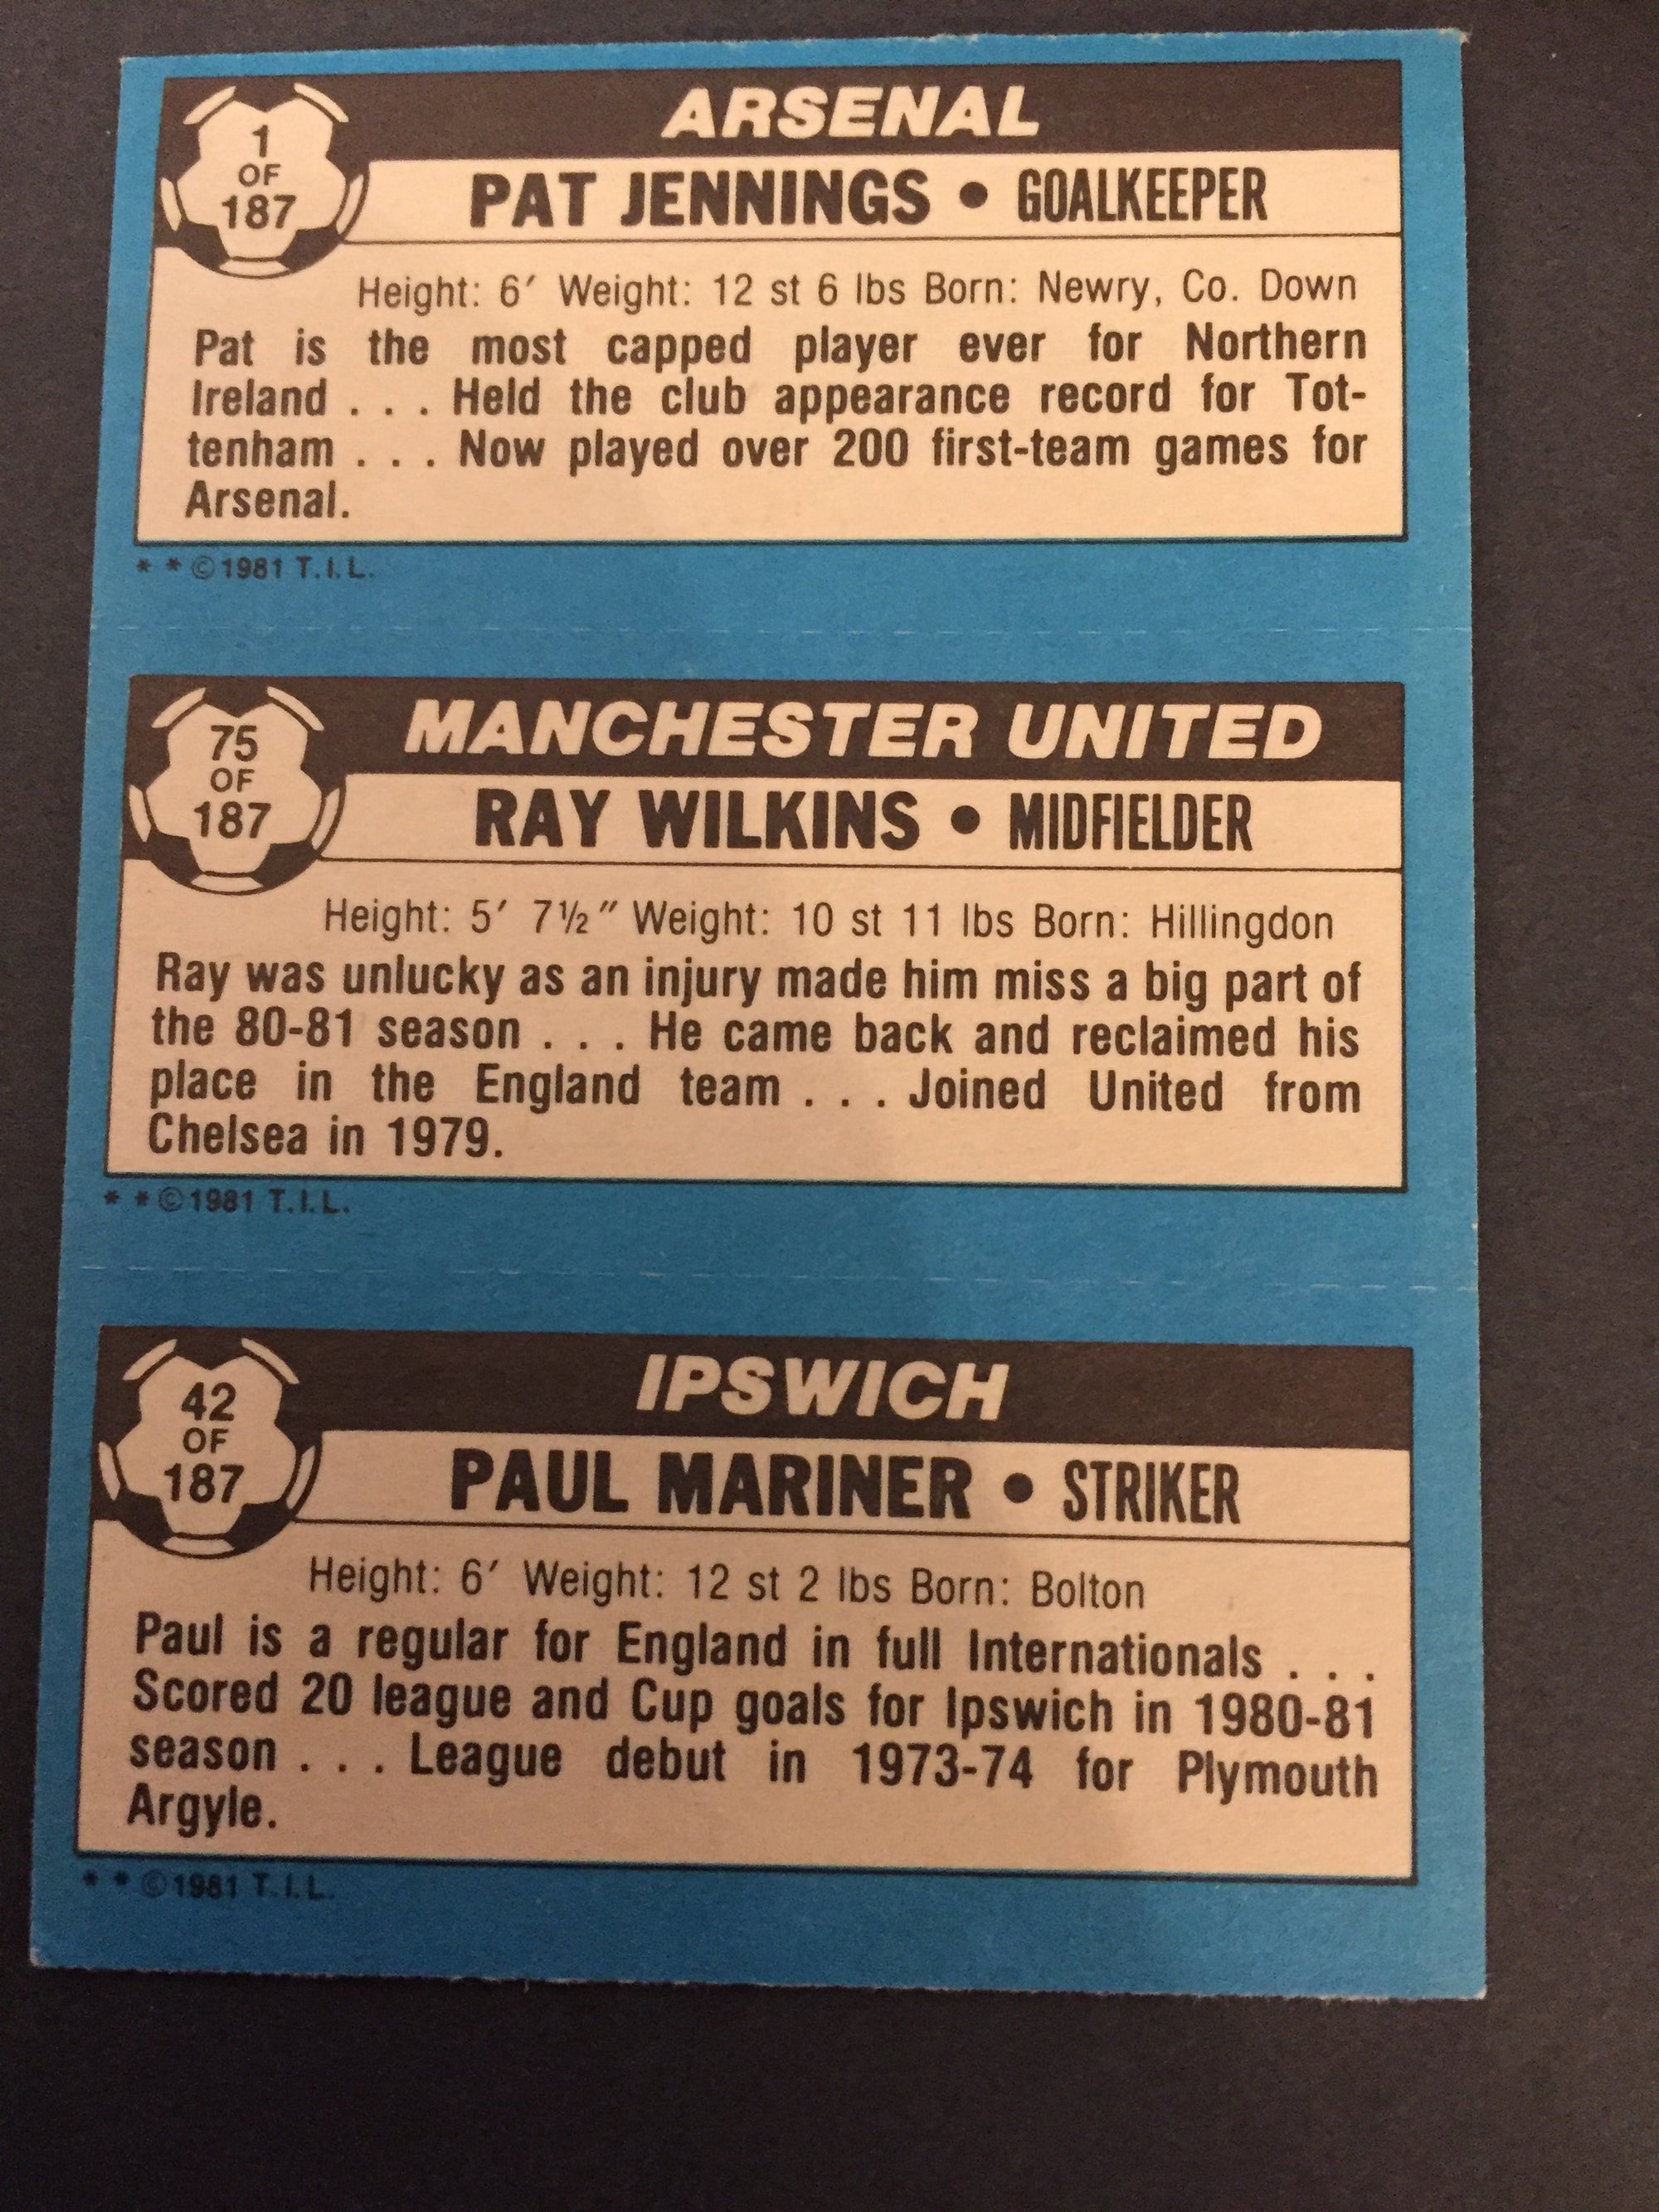 ARSENAL
1
OF
187
PAT JENNINGS • GOALKEEPER
Height: 6′ Weight: 12 st 6 lbs Born: Newry, Co. Down
Pat is the most capped player ever for Northern
Ireland . . . Held the club appearance record for Tot-
tenham . . . Now played over 200 first-team games for
Arsenal.
* * ©1981 T.I.L.
MANCHESTER UNITED
75
OF
187
RAY WILKINS • MIDFIELDER
Height: 5′ 7½″ Weight: 10 st 11 lbs Born: Hillingdon
Ray was unlucky as an injury made him miss a big part of
the 80-81 season . . . He came back and reclaimed his
place in the England team . . . Joined United from
Chelsea in 1979.
* * ©1981 T.I.L.
IPSWICH
42
OF
187
PAUL MARINER • STRIKER
Height: 6′ Weight: 12 st 2 lbs Born: Bolton
Paul is a regular for England in full Internationals . . .
Scored 20 league and Cup goals for Ipswich in 1980-81
season . . . League debut in 1973-74 for Plymouth
Argyle.
* * ©1981 T.I.L.